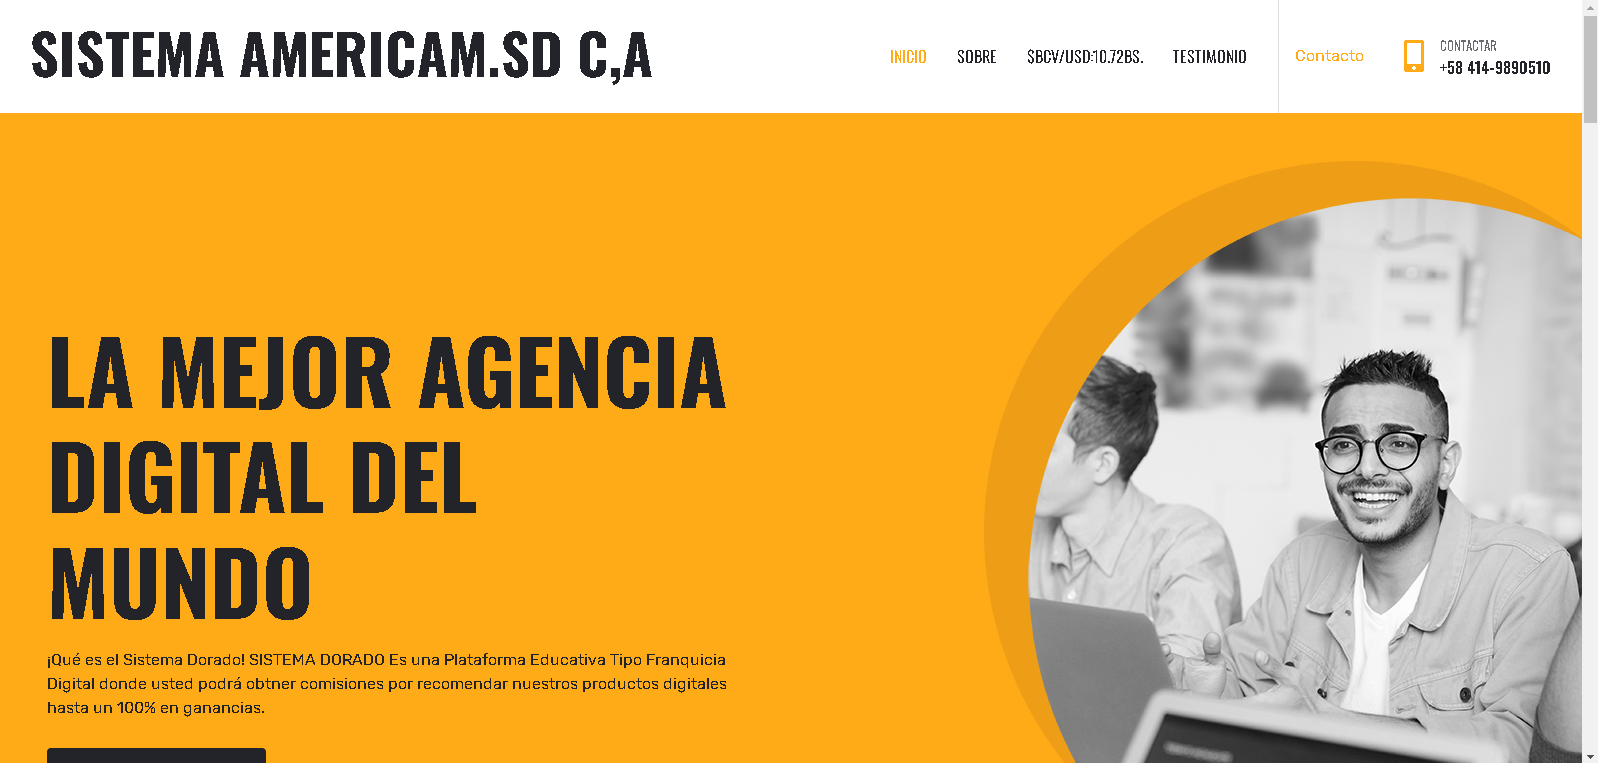 SISTEMA AMERICAM.SD C,A
INICIO
SOBRE
$BCV/USD:10.72BS.
TESTIMONIO
Contacto
CONTACTAR
+58 414-9890510
LA MEJOR AGENCIA
DIGITAL DEL
MUNDO
¡Qué es el Sistema Dorado! SISTEMA DORADO Es una Plataforma Educativa Tipo Franquicia
Digital donde usted podrá obtner comisiones por recomendar nuestros productos digitales
hasta un 100% en ganancias.